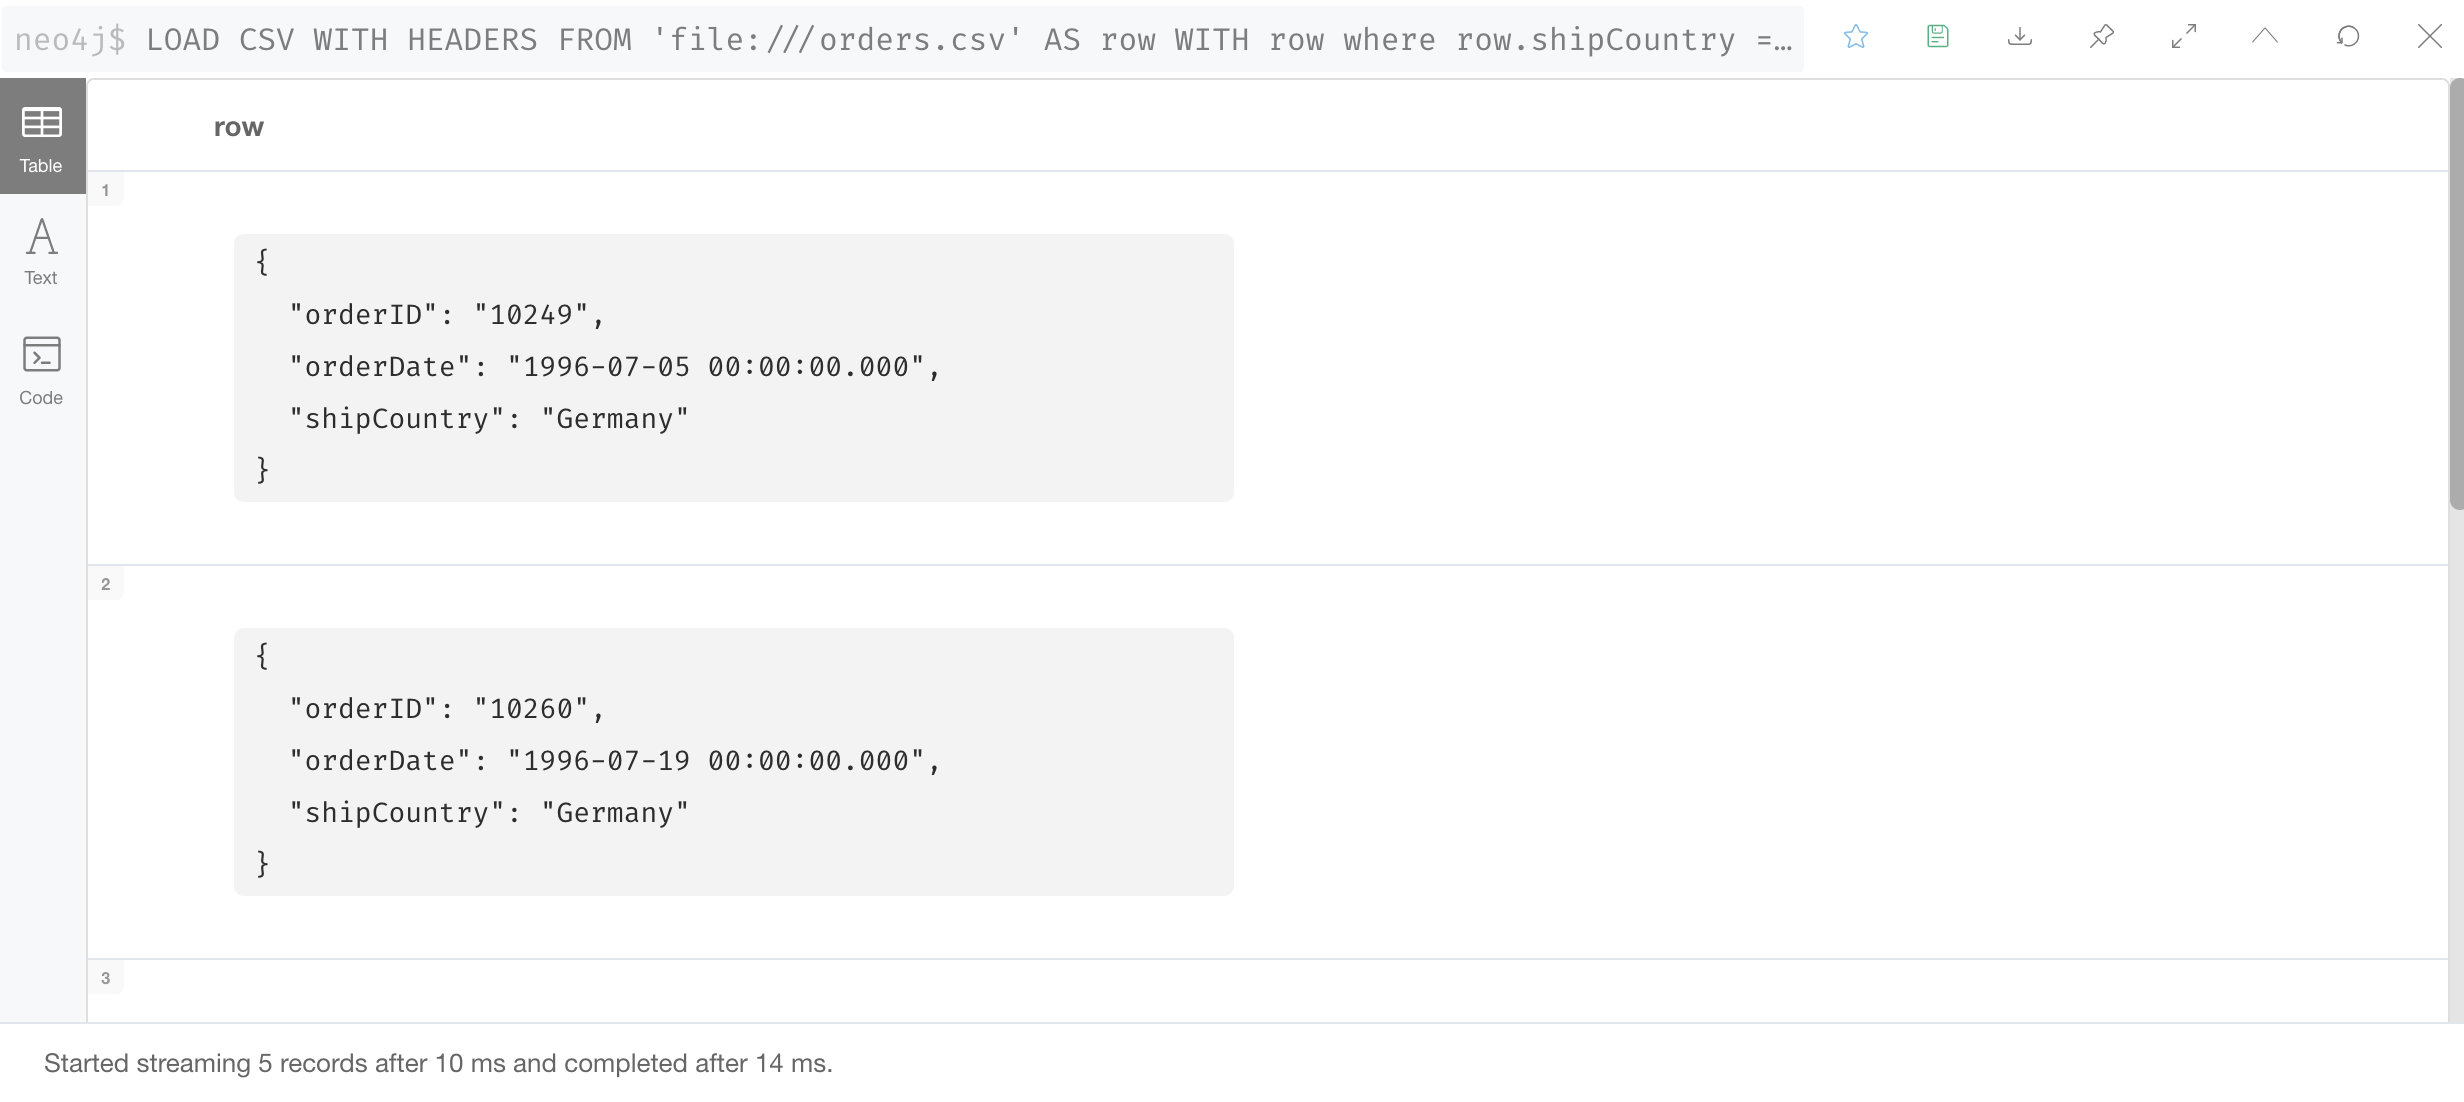 neo4j$ LOAD CSV WITH HEADERS FROM 'file:///orders.csv' AS row WITH row where row.shipCountry =…
Table
Text
Code
row
1
{
"orderID": "10249",
"orderDate": "1996-07-05 00:00:00.000",
"shipCountry": "Germany"
}
2
{
"orderID": "10260",
"orderDate": "1996-07-19 00:00:00.000",
"shipCountry": "Germany"
}
3
Started streaming 5 records after 10 ms and completed after 14 ms.